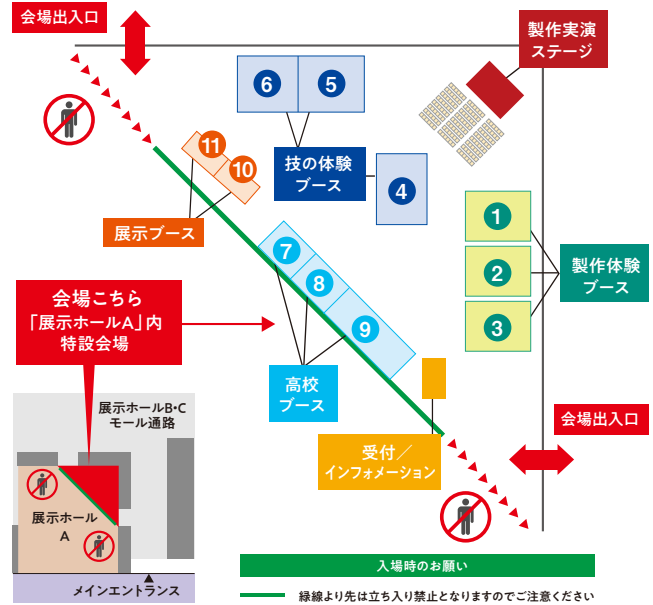 会場出入口
製作実演
ステージ
6
5
11
10
技の体験
ブース
4
展示ブース
1
2
3
製作体験
ブース
7
8
9
会場こちら
「展示ホールA」内
特設会場
高校
ブース
展示ホールB・C
モール通路
会場出入口
受付／
インフォメーション
展示ホール
A
メインエントランス
入場時のお願い
緑線より先は立ち入り禁止となりますのでご注意ください